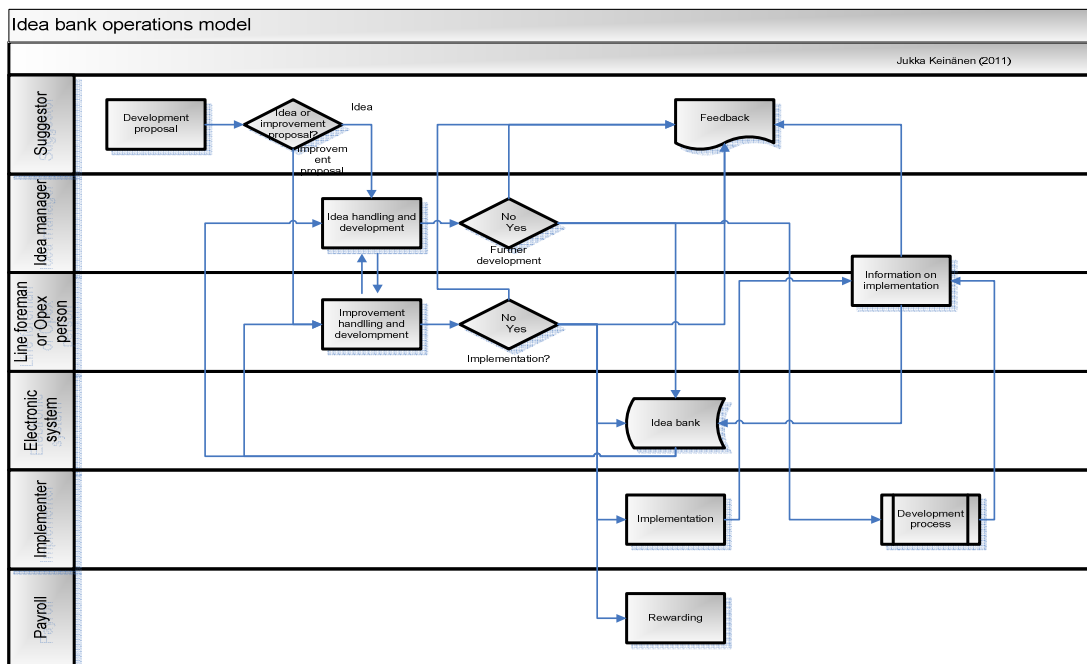 Idea bank operations model
Jukka Keinänen (2011)
Suggestor
Development
proposal
Idea or
improvement
proposal?
Idea
Improvem
ent
proposal
Feedback
Idea manager
Idea handling and
development
No
Yes
Further
development
Information on
implementation
Line foreman
or Opex
person
Improvement
handlling and
develompment
No
Yes
Implementation?
Electronic
system
Idea bank
Implementer
Implementation
Development
process
Payroll
Rewarding